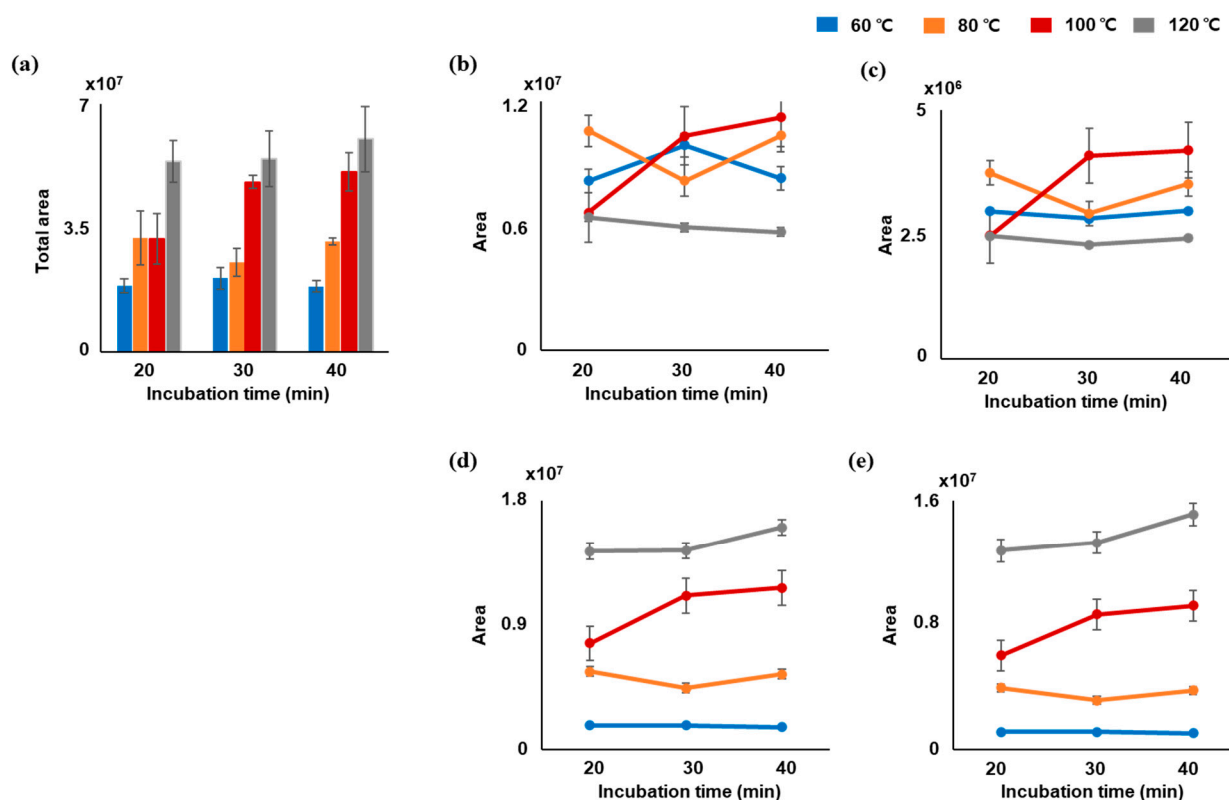 60 ℃ 80 ℃ 100 ℃ 120 ℃
(a)
x10⁷
7
3.5
0
Total area
20 30 40
Incubation time (min)
(b)
x10⁷
1.2
0.6
0
Area
20 30 40
Incubation time (min)
(c)
x10⁶
5
2.5
0
Area
20 30 40
Incubation time (min)
(d)
x10⁷
1.8
0.9
0
Area
20 30 40
Incubation time (min)
(e)
x10⁷
1.6
0.8
0
Area
20 30 40
Incubation time (min)